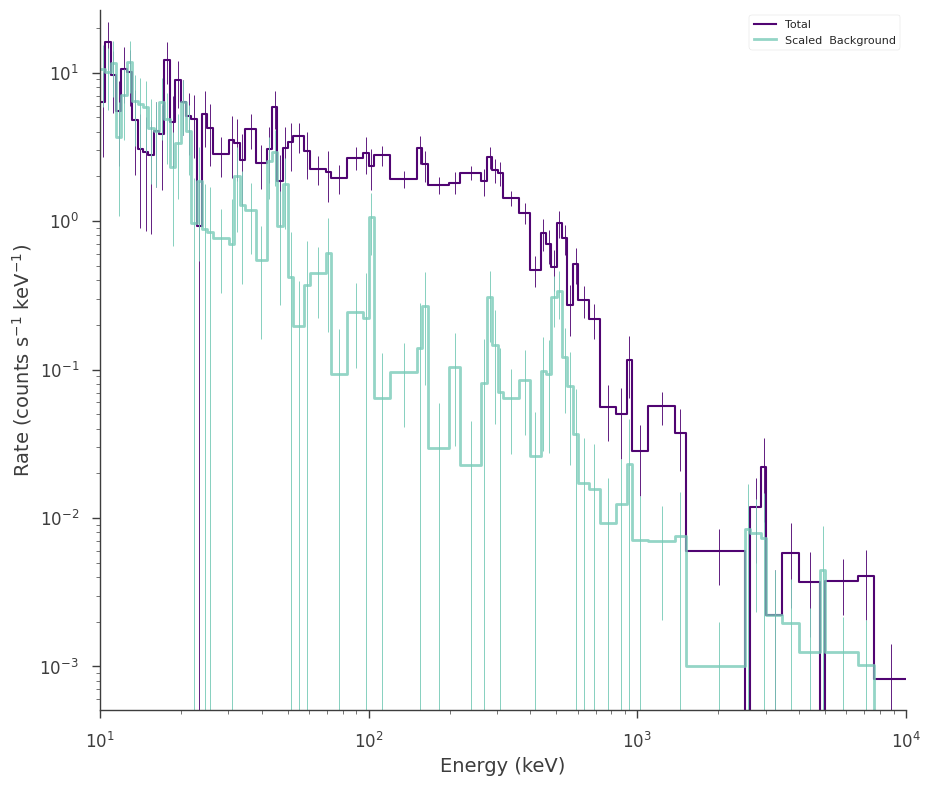 Total
Scaled  Background
10¹
10⁰
10⁻¹
10⁻²
10⁻³
Rate (counts s⁻¹ keV⁻¹)
10¹ 10² 10³ 10⁴
Energy (keV)